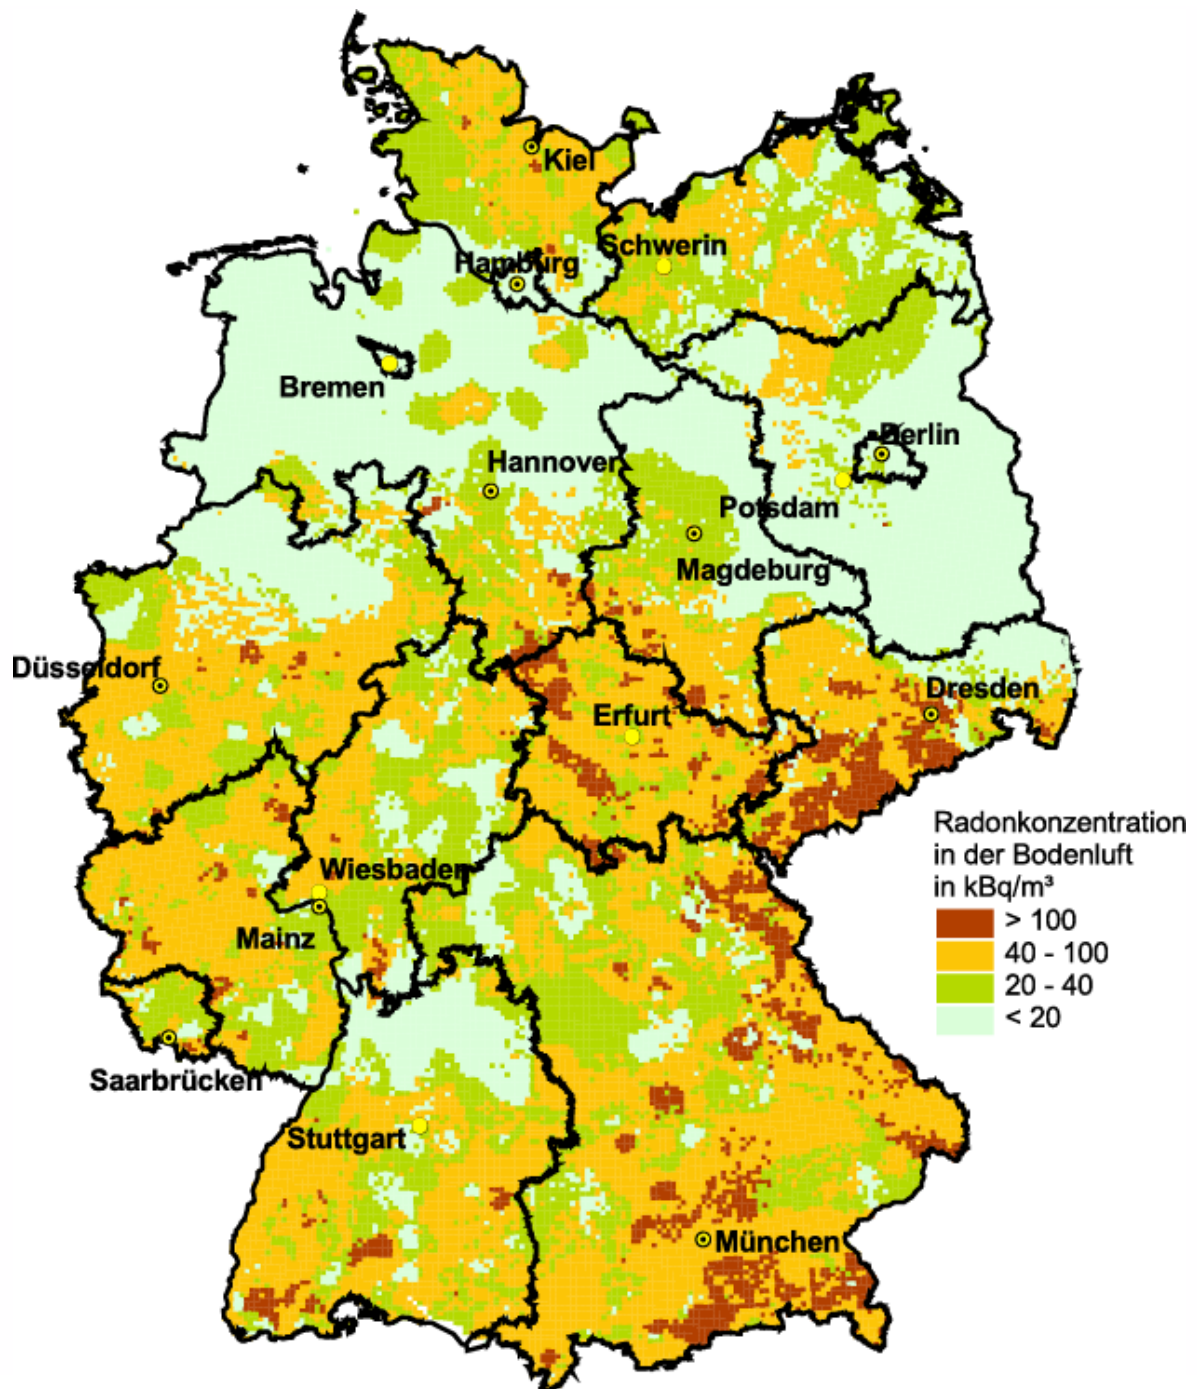 Kiel
Schwerin
Hamburg
Bremen
Berlin
Hannover
Potsdam
Magdeburg
Düsseldorf
Dresden
Erfurt
Radonkonzentration
in der Bodenluft
in kBq/m³
> 100
40 - 100
20 - 40
< 20
Wiesbaden
Mainz
Saarbrücken
Stuttgart
München